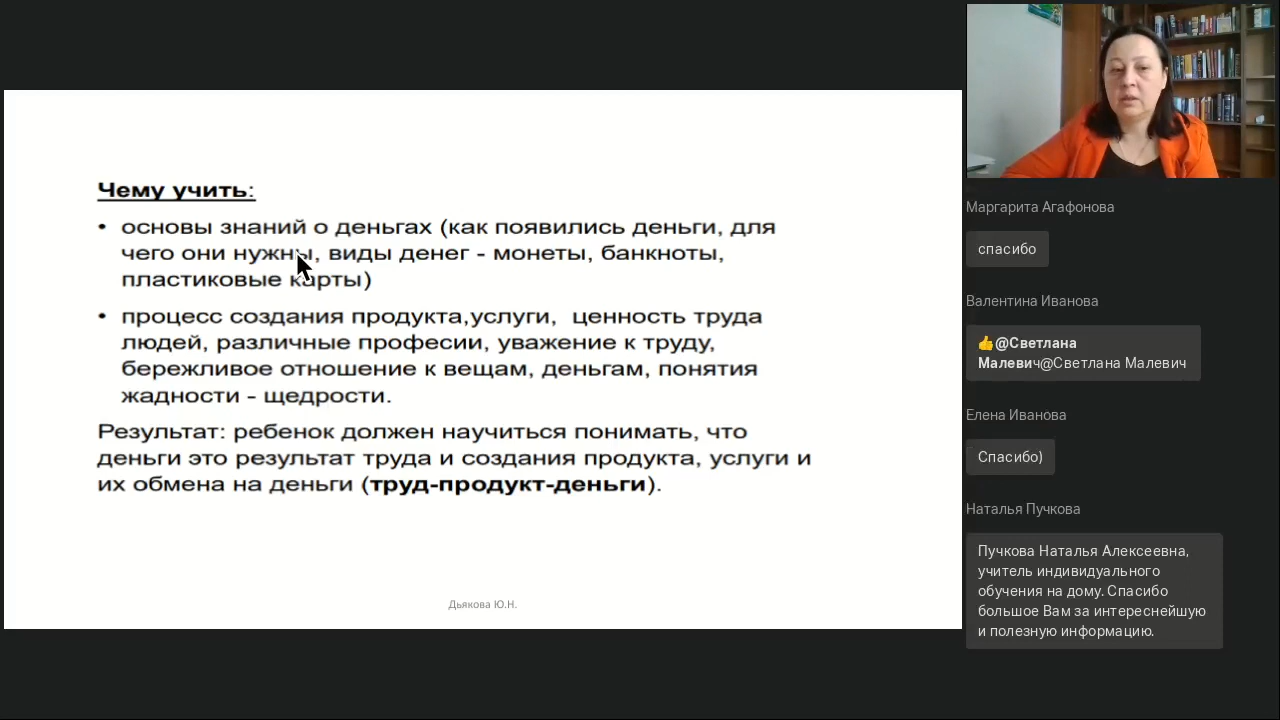 Чему учить:
• основы знаний о деньгах (как появились деньги, для
чего они нужны, виды денег - монеты, банкноты,
пластиковые карты)
• процесс создания продукта,услуги,  ценность труда
людей, различные професии, уважение к труду,
бережливое отношение к вещам, деньгам, понятия
жадности - щедрости.
Результат: ребенок должен научиться понимать, что
деньги это результат труда и создания продукта, услуги и
их обмена на деньги (труд-продукт-деньги).
Дьякова Ю.Н.
Маргарита Агафонова
спасибо
Валентина Иванова
👍@Светлана
Малевич@Светлана Малевич
Елена Иванова
Спасибо)
Наталья Пучкова
Пучкова Наталья Алексеевна,
учитель индивидуального
обучения на дому. Спасибо
большое Вам за интереснейшую
и полезную информацию.